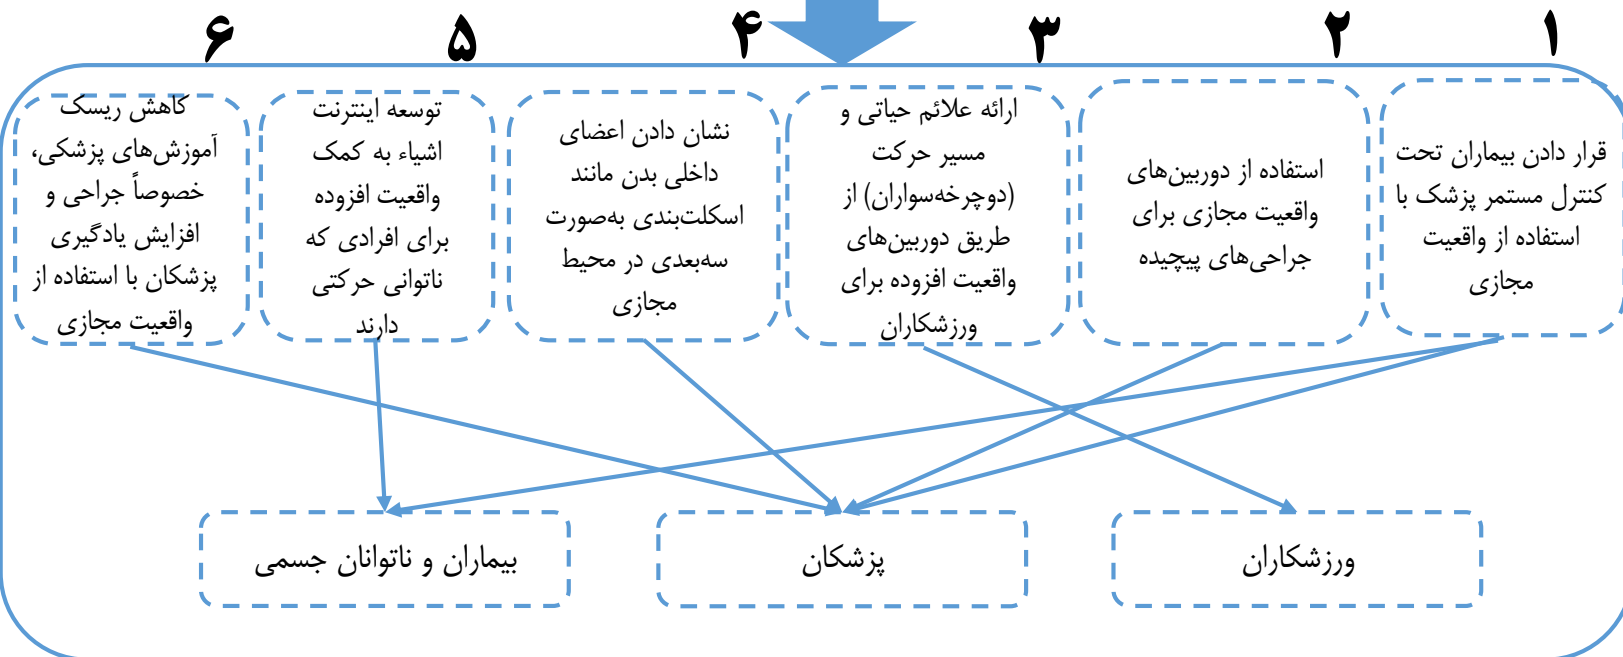 ۱
۲
۳
۴
۵
۶
قرار دادن بیماران تحت
کنترل مستمر پزشک با
استفاده از واقعیت
مجازی
استفاده از دوربین‌های
واقعیت مجازی برای
جراحی‌های پیچیده
ارائه علائم حیاتی و
مسیر حرکت
(دوچرخه‌سواران) از
طریق دوربین‌های
واقعیت افزوده برای
ورزشکاران
نشان دادن اعضای
داخلی بدن مانند
اسکلت‌بندی به‌صورت
سه‌بعدی در محیط
مجازی
توسعه اینترنت
اشیاء به کمک
واقعیت افزوده
برای افرادی که
ناتوانی حرکتی
دارند
کاهش ریسک
آموزش‌های پزشکی،
خصوصاً جراحی و
افزایش یادگیری
پزشکان با استفاده از
واقعیت مجازی
ورزشکاران
پزشکان
بیماران و ناتوانان جسمی